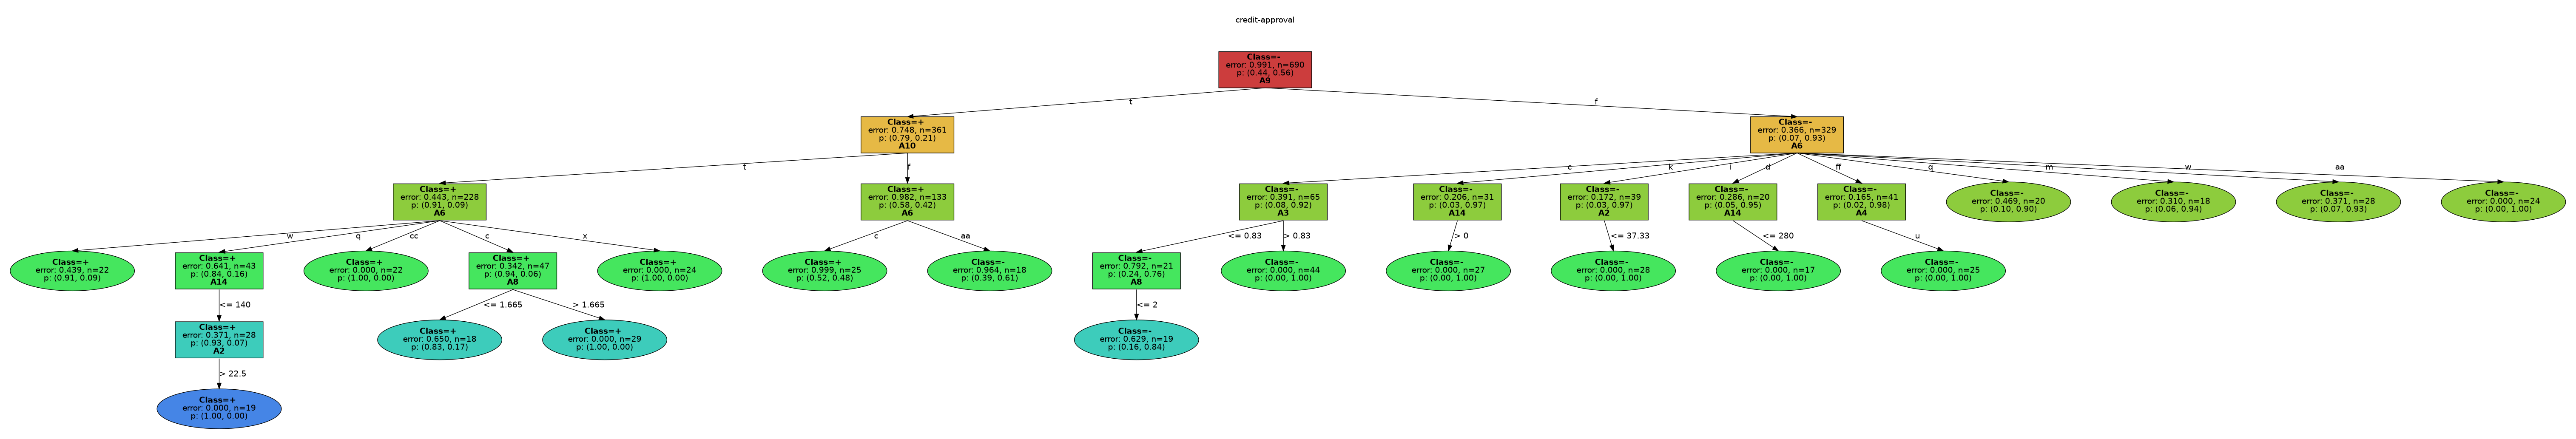 credit-approval
Class=-
error: 0.991, n=690
p: (0.44, 0.56)
A9
t
f
Class=+
error: 0.748, n=361
p: (0.79, 0.21)
A10
Class=-
error: 0.366, n=329
p: (0.07, 0.93)
A6
t
f
c
k
i
d
ff
q
m
w
aa
Class=+
error: 0.443, n=228
p: (0.91, 0.09)
A6
Class=+
error: 0.982, n=133
p: (0.58, 0.42)
A6
Class=-
error: 0.391, n=65
p: (0.08, 0.92)
A3
Class=-
error: 0.206, n=31
p: (0.03, 0.97)
A14
Class=-
error: 0.172, n=39
p: (0.03, 0.97)
A2
Class=-
error: 0.286, n=20
p: (0.05, 0.95)
A14
Class=-
error: 0.165, n=41
p: (0.02, 0.98)
A4
Class=-
error: 0.469, n=20
p: (0.10, 0.90)
Class=-
error: 0.310, n=18
p: (0.06, 0.94)
Class=-
error: 0.371, n=28
p: (0.07, 0.93)
Class=-
error: 0.000, n=24
p: (0.00, 1.00)
w
q
cc
c
x
c
aa
<= 0.83
> 0.83
> 0
<= 37.33
<= 280
u
Class=+
error: 0.439, n=22
p: (0.91, 0.09)
Class=+
error: 0.641, n=43
p: (0.84, 0.16)
A14
Class=+
error: 0.000, n=22
p: (1.00, 0.00)
Class=+
error: 0.342, n=47
p: (0.94, 0.06)
A8
Class=+
error: 0.000, n=24
p: (1.00, 0.00)
Class=+
error: 0.999, n=25
p: (0.52, 0.48)
Class=-
error: 0.964, n=18
p: (0.39, 0.61)
Class=-
error: 0.792, n=21
p: (0.24, 0.76)
A8
Class=-
error: 0.000, n=44
p: (0.00, 1.00)
Class=-
error: 0.000, n=27
p: (0.00, 1.00)
Class=-
error: 0.000, n=28
p: (0.00, 1.00)
Class=-
error: 0.000, n=17
p: (0.00, 1.00)
Class=-
error: 0.000, n=25
p: (0.00, 1.00)
<= 140
<= 1.665
> 1.665
<= 2
Class=+
error: 0.371, n=28
p: (0.93, 0.07)
A2
Class=+
error: 0.650, n=18
p: (0.83, 0.17)
Class=+
error: 0.000, n=29
p: (1.00, 0.00)
Class=-
error: 0.629, n=19
p: (0.16, 0.84)
> 22.5
Class=+
error: 0.000, n=19
p: (1.00, 0.00)